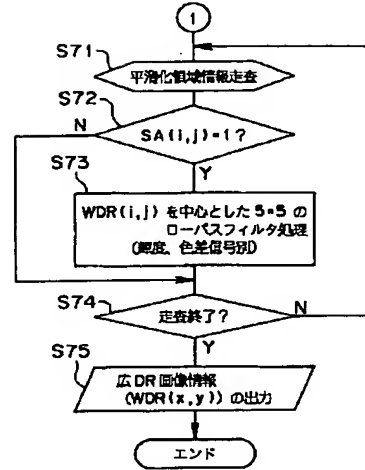 1
S71
平滑化領域情報走査
S72
N
SA(i,j)=1?
Y
S73
WDR(i,j)を中心とした5*5の
ローパスフィルタ処理
(輝度、色差信号別)
S74
走査終了?
N
Y
S75
広DR画像情報
(WDR(x,y))の出力
エンド